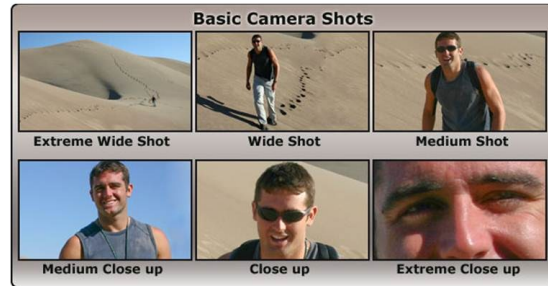 Basic Camera Shots
Extreme Wide Shot
Wide Shot
Medium Shot
Medium Close up
Close up
Extreme Close up